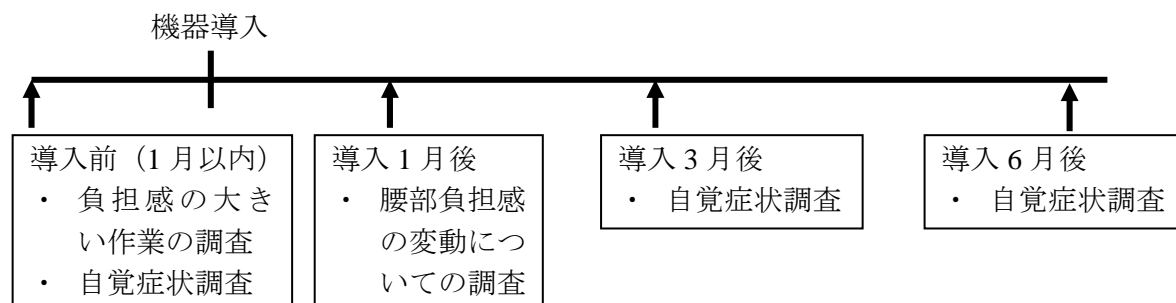 機器導入
導入前（1月以内）
・ 負担感の大き
い作業の調査
・ 自覚症状調査
導入 1 月後
・ 腰部負担感
の変動につ
いての調査
導入 3 月後
・ 自覚症状調査
導入 6 月後
・ 自覚症状調査